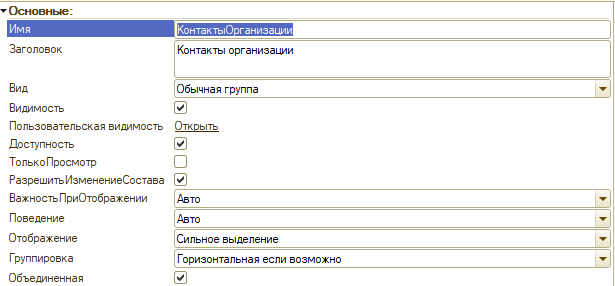 Основные:
Имя КонтактыОрганизации
Заголовок Контакты организации
Вид Обычная группа
Видимость
Пользовательская видимость Открыть
Доступность
ТолькоПросмотр
РазрешитьИзменениеСостава
ВажностьПриОтображении Авто
Поведение Авто
Отображение Сильное выделение
Группировка Горизонтальная если возможно
Объединенная